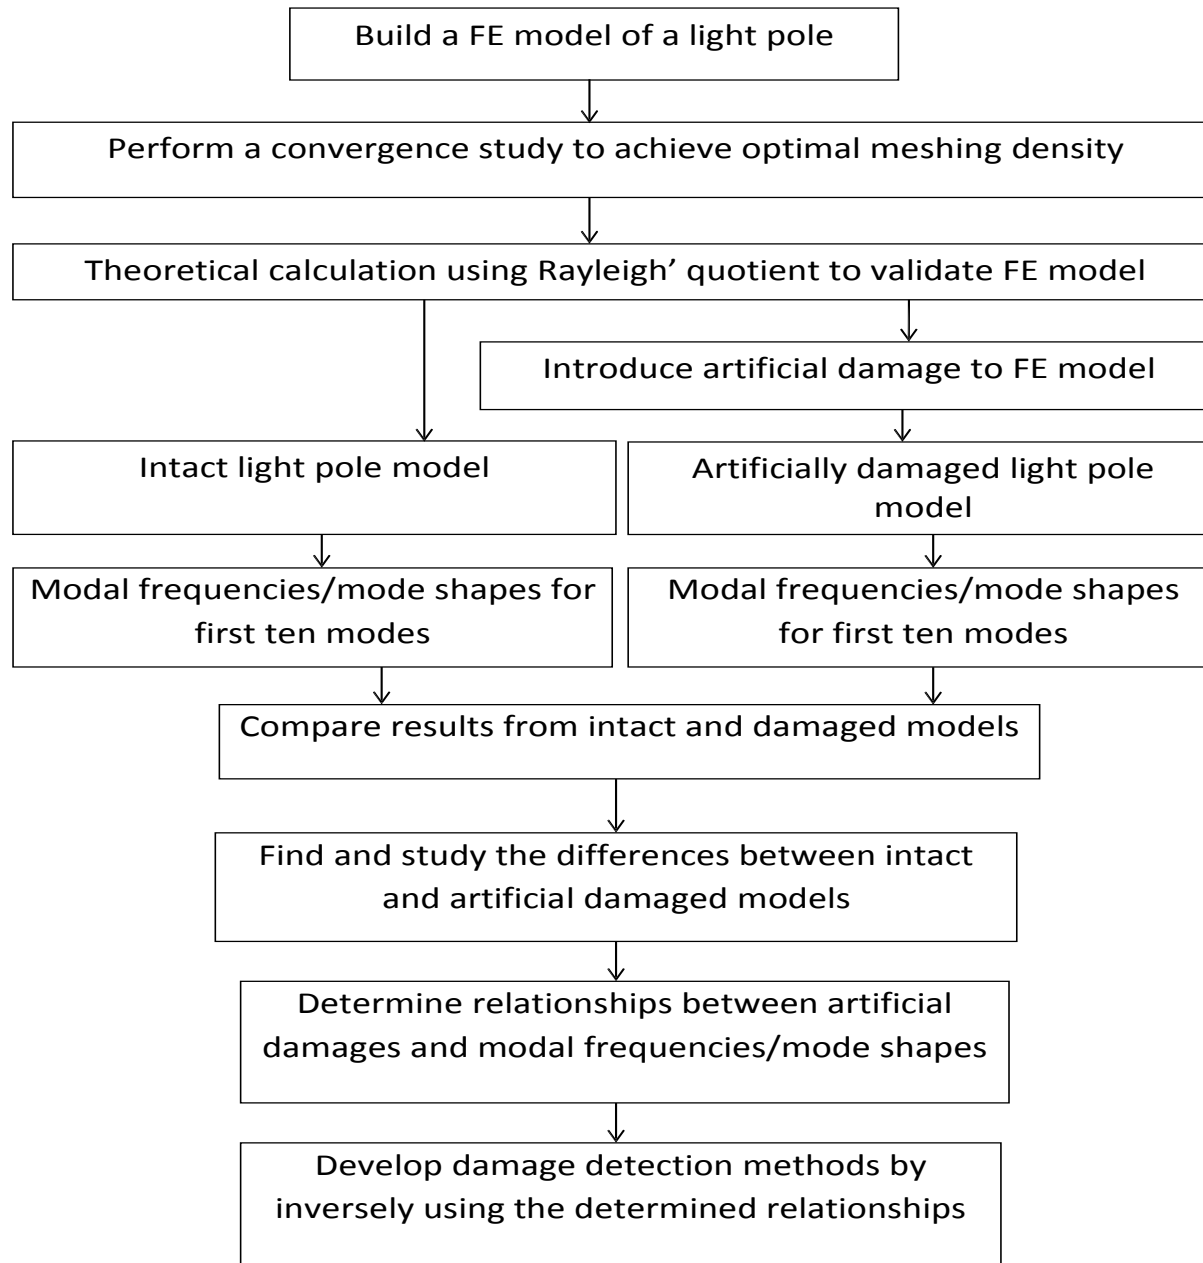 Build a FE model of a light pole
Perform a convergence study to achieve optimal meshing density
Theoretical calculation using Rayleigh’ quotient to validate FE model
Introduce artificial damage to FE model
Intact light pole model
Artificially damaged light pole
model
Modal frequencies/mode shapes for
first ten modes
Modal frequencies/mode shapes
for first ten modes
Compare results from intact and damaged models
Find and study the differences between intact
and artificial damaged models
Determine relationships between artificial
damages and modal frequencies/mode shapes
Develop damage detection methods by
inversely using the determined relationships